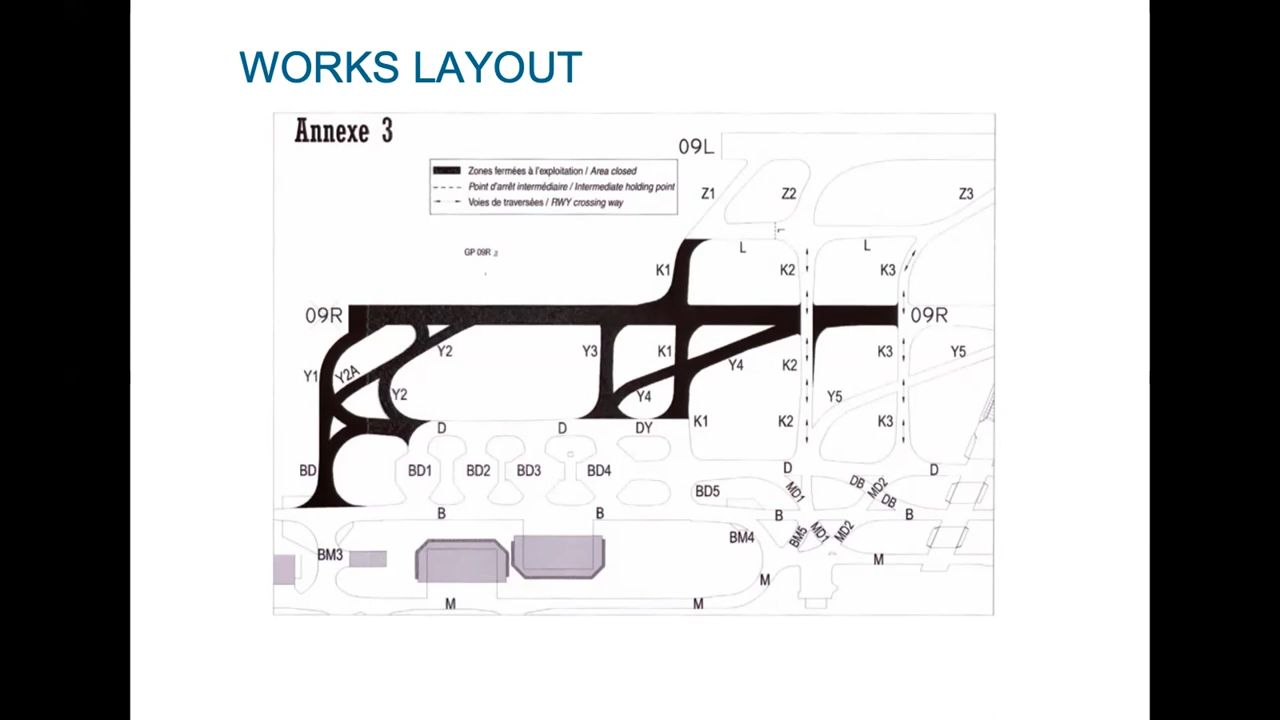 WORKS LAYOUT
Annexe 3
09L
Zones fermées à l'exploitation / Area closed
Point d'arrêt intermédiaire / Intermediate holding point
Voies de traversées / RWY crossing way
Z1 Z2 Z3
GP 09R
L L
K1 K2 K3
09R 09R
Y1 Y2A Y2 Y3 K1 Y4 K2 K3 Y5
Y2 Y4 Y5
D D DY K1 K2 K3
BD BD1 BD2 BD3 BD4 D D
BD5 MD1 DB MD2 DB
B B B B
BM3 BM4 BM5 MD1 MD2
M M
M M